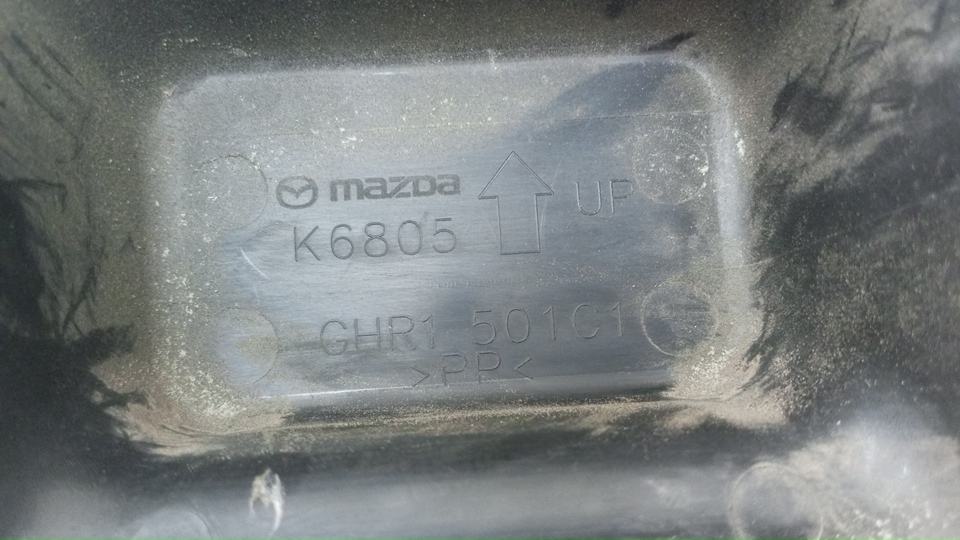 mazda
UP
K6805
GHR1 501C1
>PP<